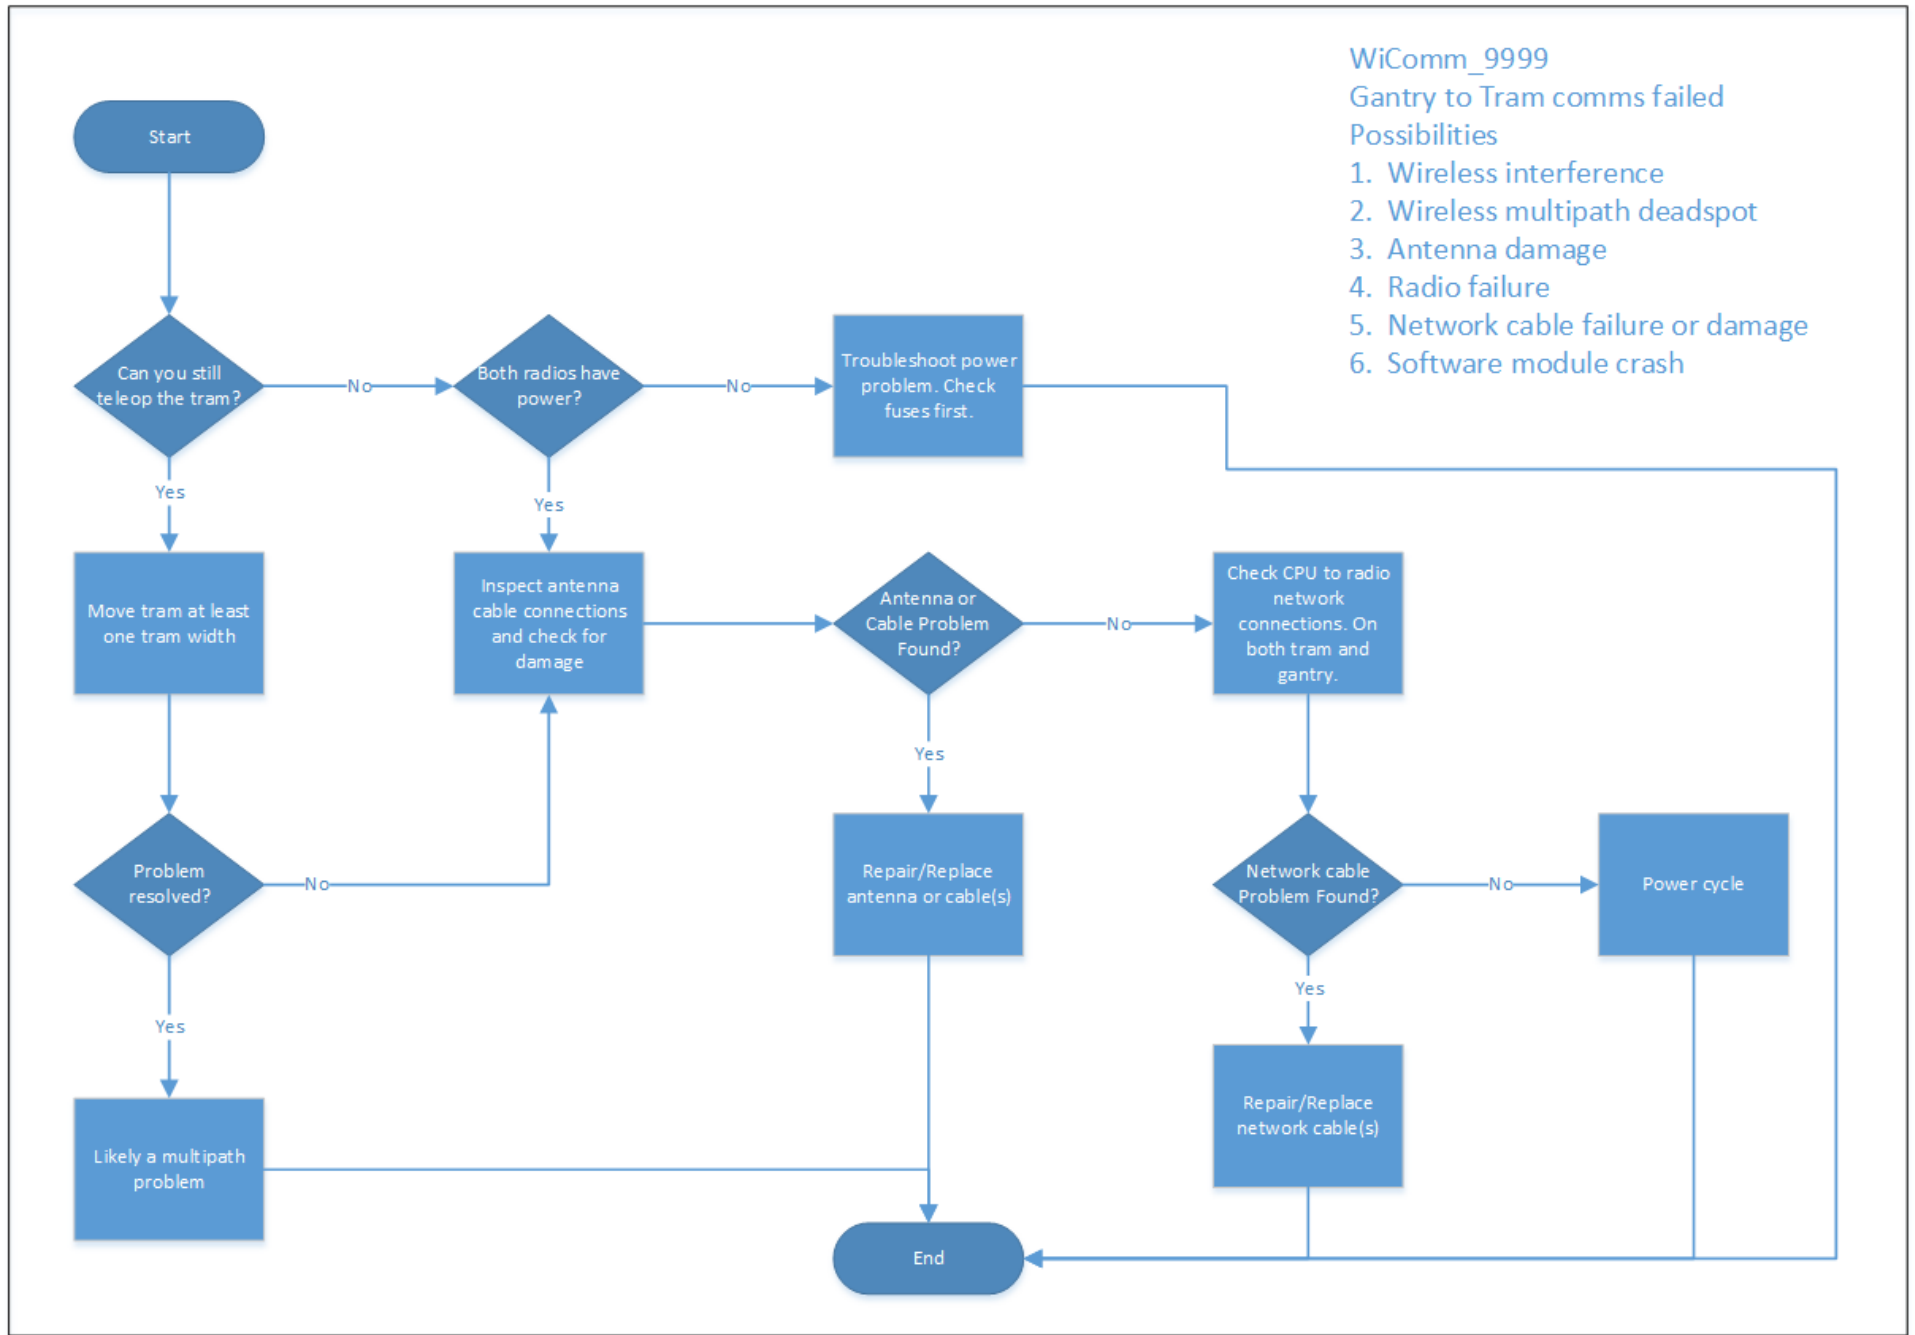 WiComm_9999
Gantry to Tram comms failed
Possibilities
1. Wireless interference
2. Wireless multipath deadspot
3. Antenna damage
4. Radio failure
5. Network cable failure or damage
6. Software module crash
Start
Can you still
teleop the tram?
No
Both radios have
power?
No
Troubleshoot power
problem. Check
fuses first.
Yes
Yes
Move tram at least
one tram width
Inspect antenna
cable connections
and check for
damage
Antenna or
Cable Problem
Found?
No
Check CPU to radio
network
connections. On
both tram and
gantry.
Yes
Problem
resolved?
No
Repair/Replace
antenna or cable(s)
Network cable
Problem Found?
No
Power cycle
Yes
Yes
Likely a multipath
problem
Repair/Replace
network cable(s)
End